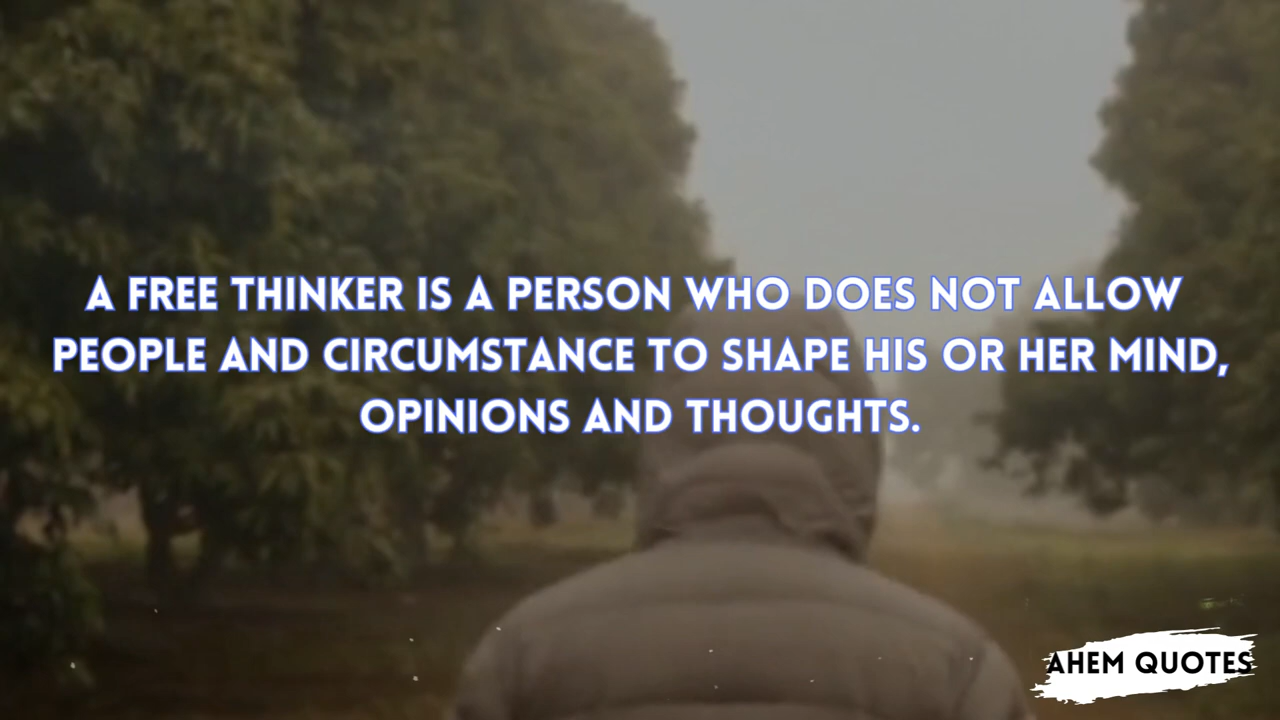 A FREE THINKER IS A PERSON WHO DOES NOT ALLOW
PEOPLE AND CIRCUMSTANCE TO SHAPE HIS OR HER MIND,
OPINIONS AND THOUGHTS.
AHEM QUOTES